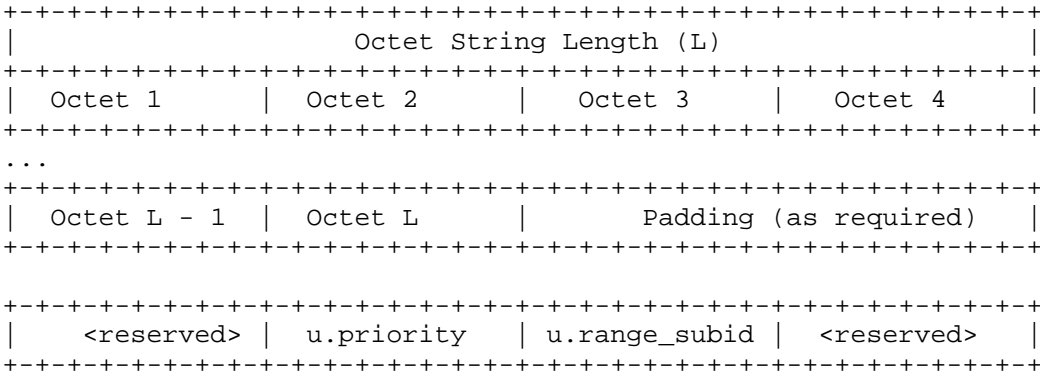 +-+-+-+-+-+-+-+-+-+-+-+-+-+-+-+-+-+-+-+-+-+-+-+-+-+-+-+-+-+-+-+-+
|                     Octet String Length (L)                   |
+-+-+-+-+-+-+-+-+-+-+-+-+-+-+-+-+-+-+-+-+-+-+-+-+-+-+-+-+-+-+-+-+
|  Octet 1      |  Octet 2      |   Octet 3     |   Octet 4     |
+-+-+-+-+-+-+-+-+-+-+-+-+-+-+-+-+-+-+-+-+-+-+-+-+-+-+-+-+-+-+-+-+
...
+-+-+-+-+-+-+-+-+-+-+-+-+-+-+-+-+-+-+-+-+-+-+-+-+-+-+-+-+-+-+-+-+
|  Octet L - 1  |  Octet L      |       Padding (as required)   |
+-+-+-+-+-+-+-+-+-+-+-+-+-+-+-+-+-+-+-+-+-+-+-+-+-+-+-+-+-+-+-+-+

+-+-+-+-+-+-+-+-+-+-+-+-+-+-+-+-+-+-+-+-+-+-+-+-+-+-+-+-+-+-+-+-+
|    <reserved> |  u.priority   | u.range_subid |  <reserved>   |
+-+-+-+-+-+-+-+-+-+-+-+-+-+-+-+-+-+-+-+-+-+-+-+-+-+-+-+-+-+-+-+-+